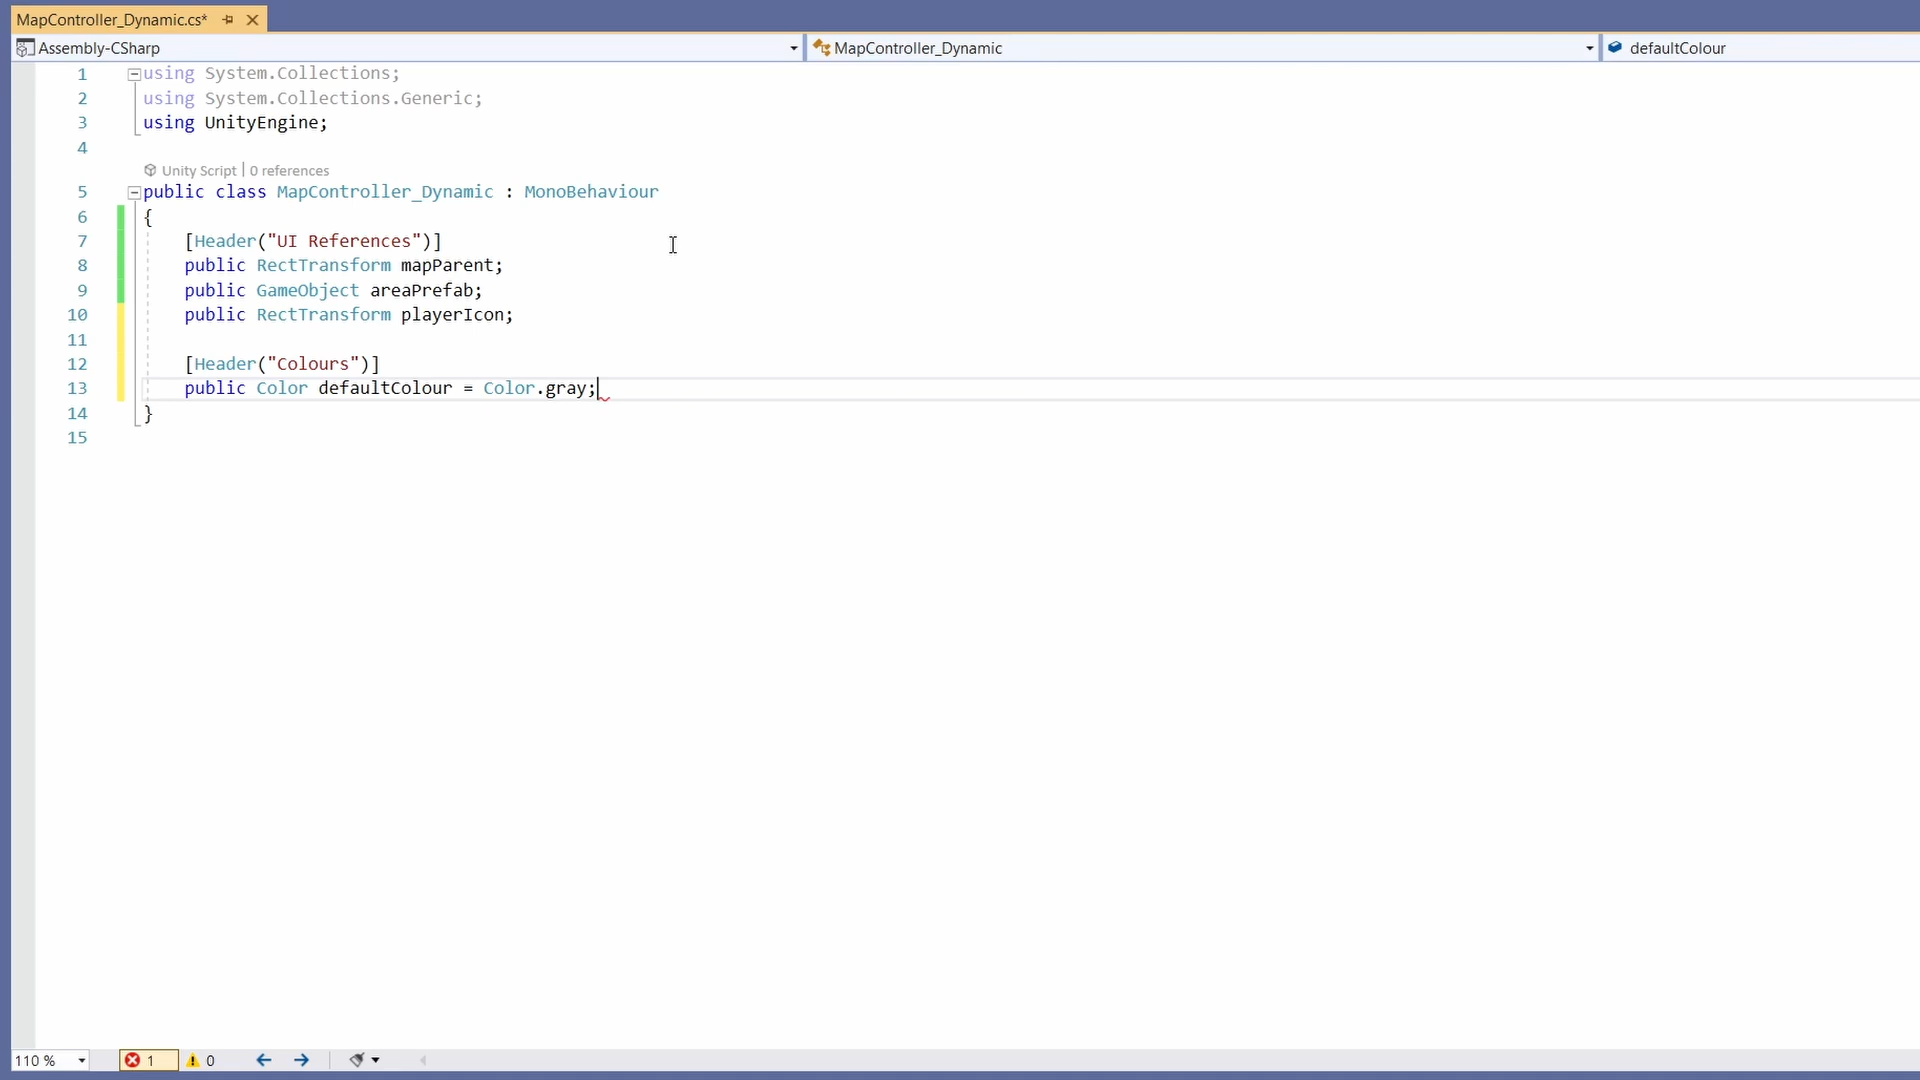 MapController_Dynamic.cs*
Assembly-CSharp
MapController_Dynamic
defaultColour
1 using System.Collections;
2 using System.Collections.Generic;
3 using UnityEngine;
4
Unity Script | 0 references
5 public class MapController_Dynamic : MonoBehaviour
6 {
7 [Header("UI References")]
8 public RectTransform mapParent;
9 public GameObject areaPrefab;
10 public RectTransform playerIcon;
11
12 [Header("Colours")]
13 public Color defaultColour = Color.gray;
14 }
15
110 % 1 0